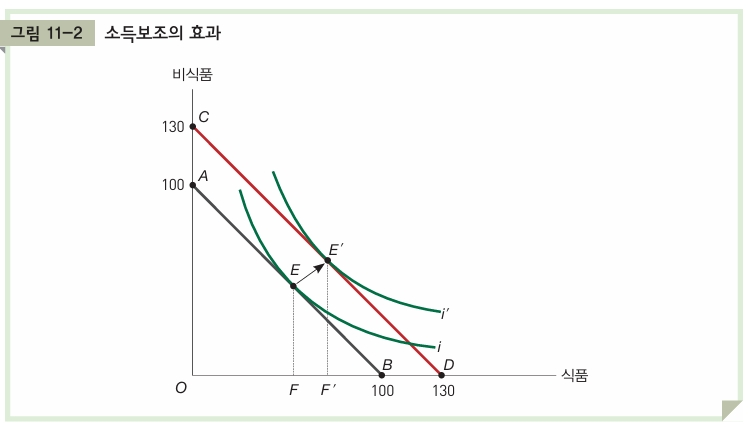 그림 11-2 소득보조의 효과
비식품
130 C
100 A
E′
E
i′
i
B D
O F F′ 100 130 식품